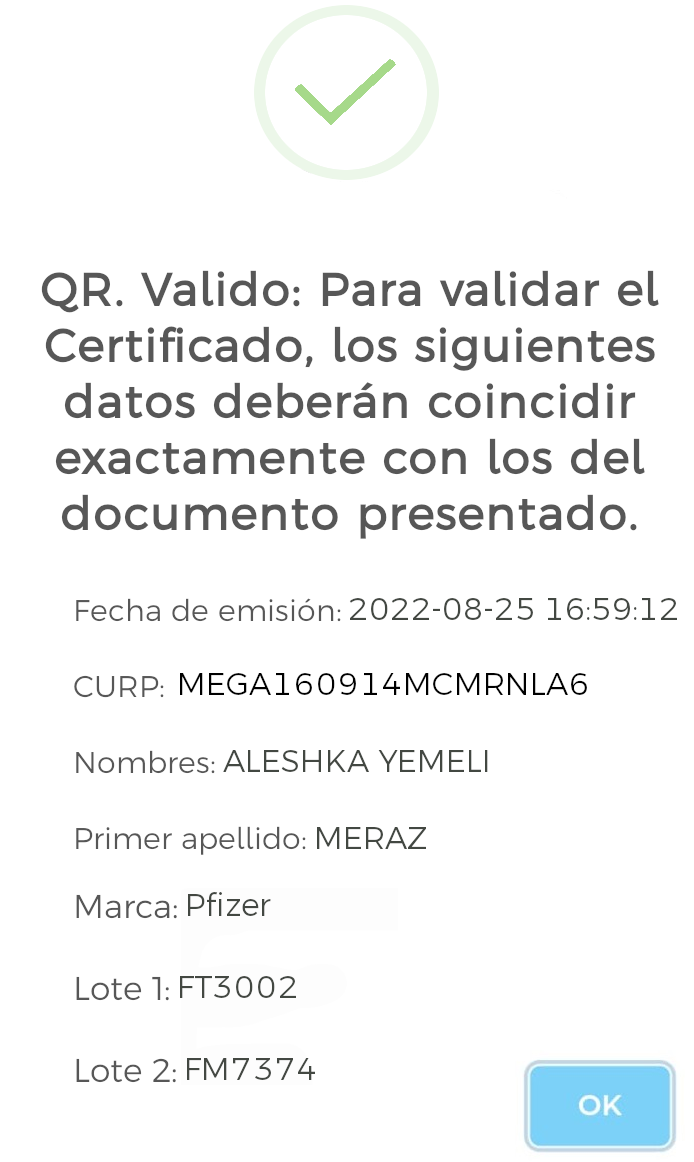 QR. Valido: Para validar el
Certificado, los siguientes
datos deberán coincidir
exactamente con los del
documento presentado.
Fecha de emisión: 2022-08-25 16:59:12
CURP: MEGA160914MCMRNLA6
Nombres: ALESHKA YEMELI
Primer apellido: MERAZ
Marca: Pfizer
Lote 1: FT3002
Lote 2: FM7374
OK